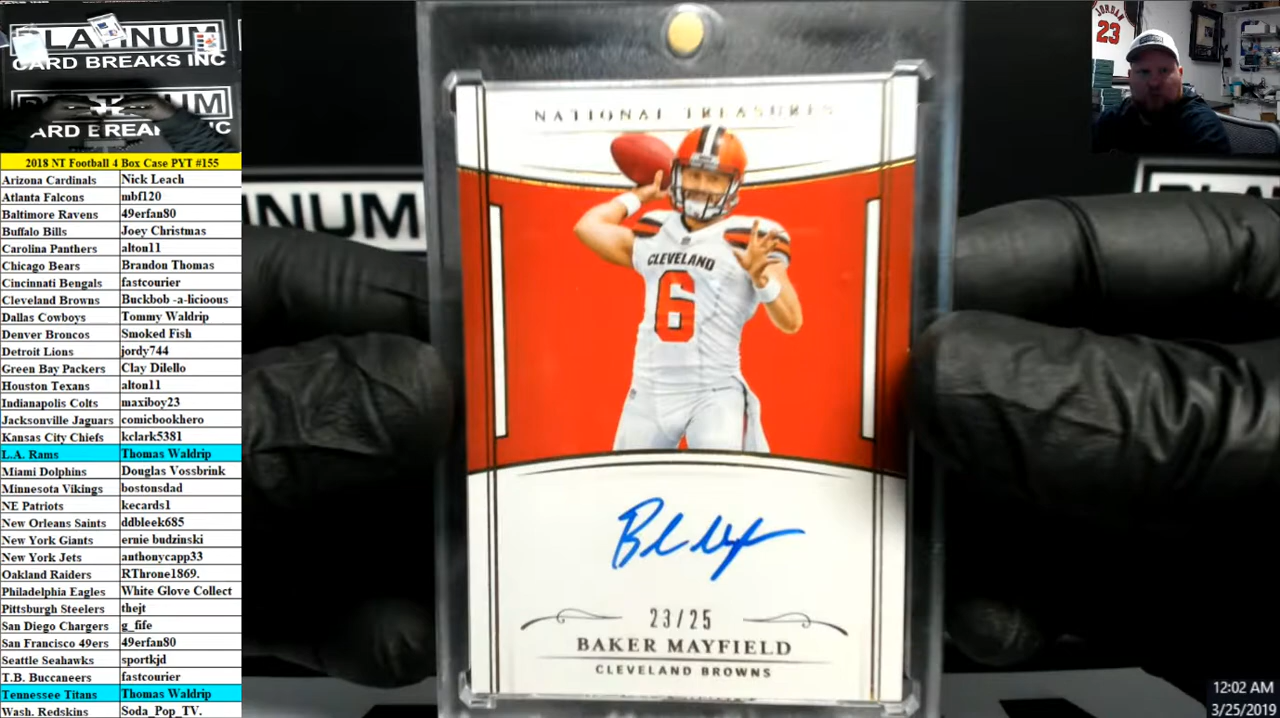 PLATINUM
CARD BREAKS INC
2018 NT Football 4 Box Case PYT #155
Arizona Cardinals Nick Leach
Atlanta Falcons mbf120
Baltimore Ravens 49erfan80
Buffalo Bills Joey Christmas
Carolina Panthers alton11
Chicago Bears Brandon Thomas
Cincinnati Bengals fastcourier
Cleveland Browns Buckbob -a-licioous
Dallas Cowboys Tommy Waldrip
Denver Broncos Smoked Fish
Detroit Lions jordy744
Green Bay Packers Clay Dilello
Houston Texans alton11
Indianapolis Colts maxiboy23
Jacksonville Jaguars comicbookhero
Kansas City Chiefs kclark5381
L.A. Rams Thomas Waldrip
Miami Dolphins Douglas Vossbrink
Minnesota Vikings bostonsdad
NE Patriots kecards1
New Orleans Saints ddbleek685
New York Giants ernie budzinski
New York Jets anthonycapp33
Oakland Raiders RThrone1869.
Philadelphia Eagles White Glove Collect
Pittsburgh Steelers thejt
San Diego Chargers g_fife
San Francisco 49ers 49erfan80
Seattle Seahawks sportkjd
T.B. Buccaneers fastcourier
Tennessee Titans Thomas Waldrip
Wash. Redskins Soda_Pop_TV.
NATIONAL TREASURES
CLEVELAND
6
23/25
BAKER MAYFIELD
CLEVELAND BROWNS
INUM
JORDAN
23
12:02 AM
3/25/2019